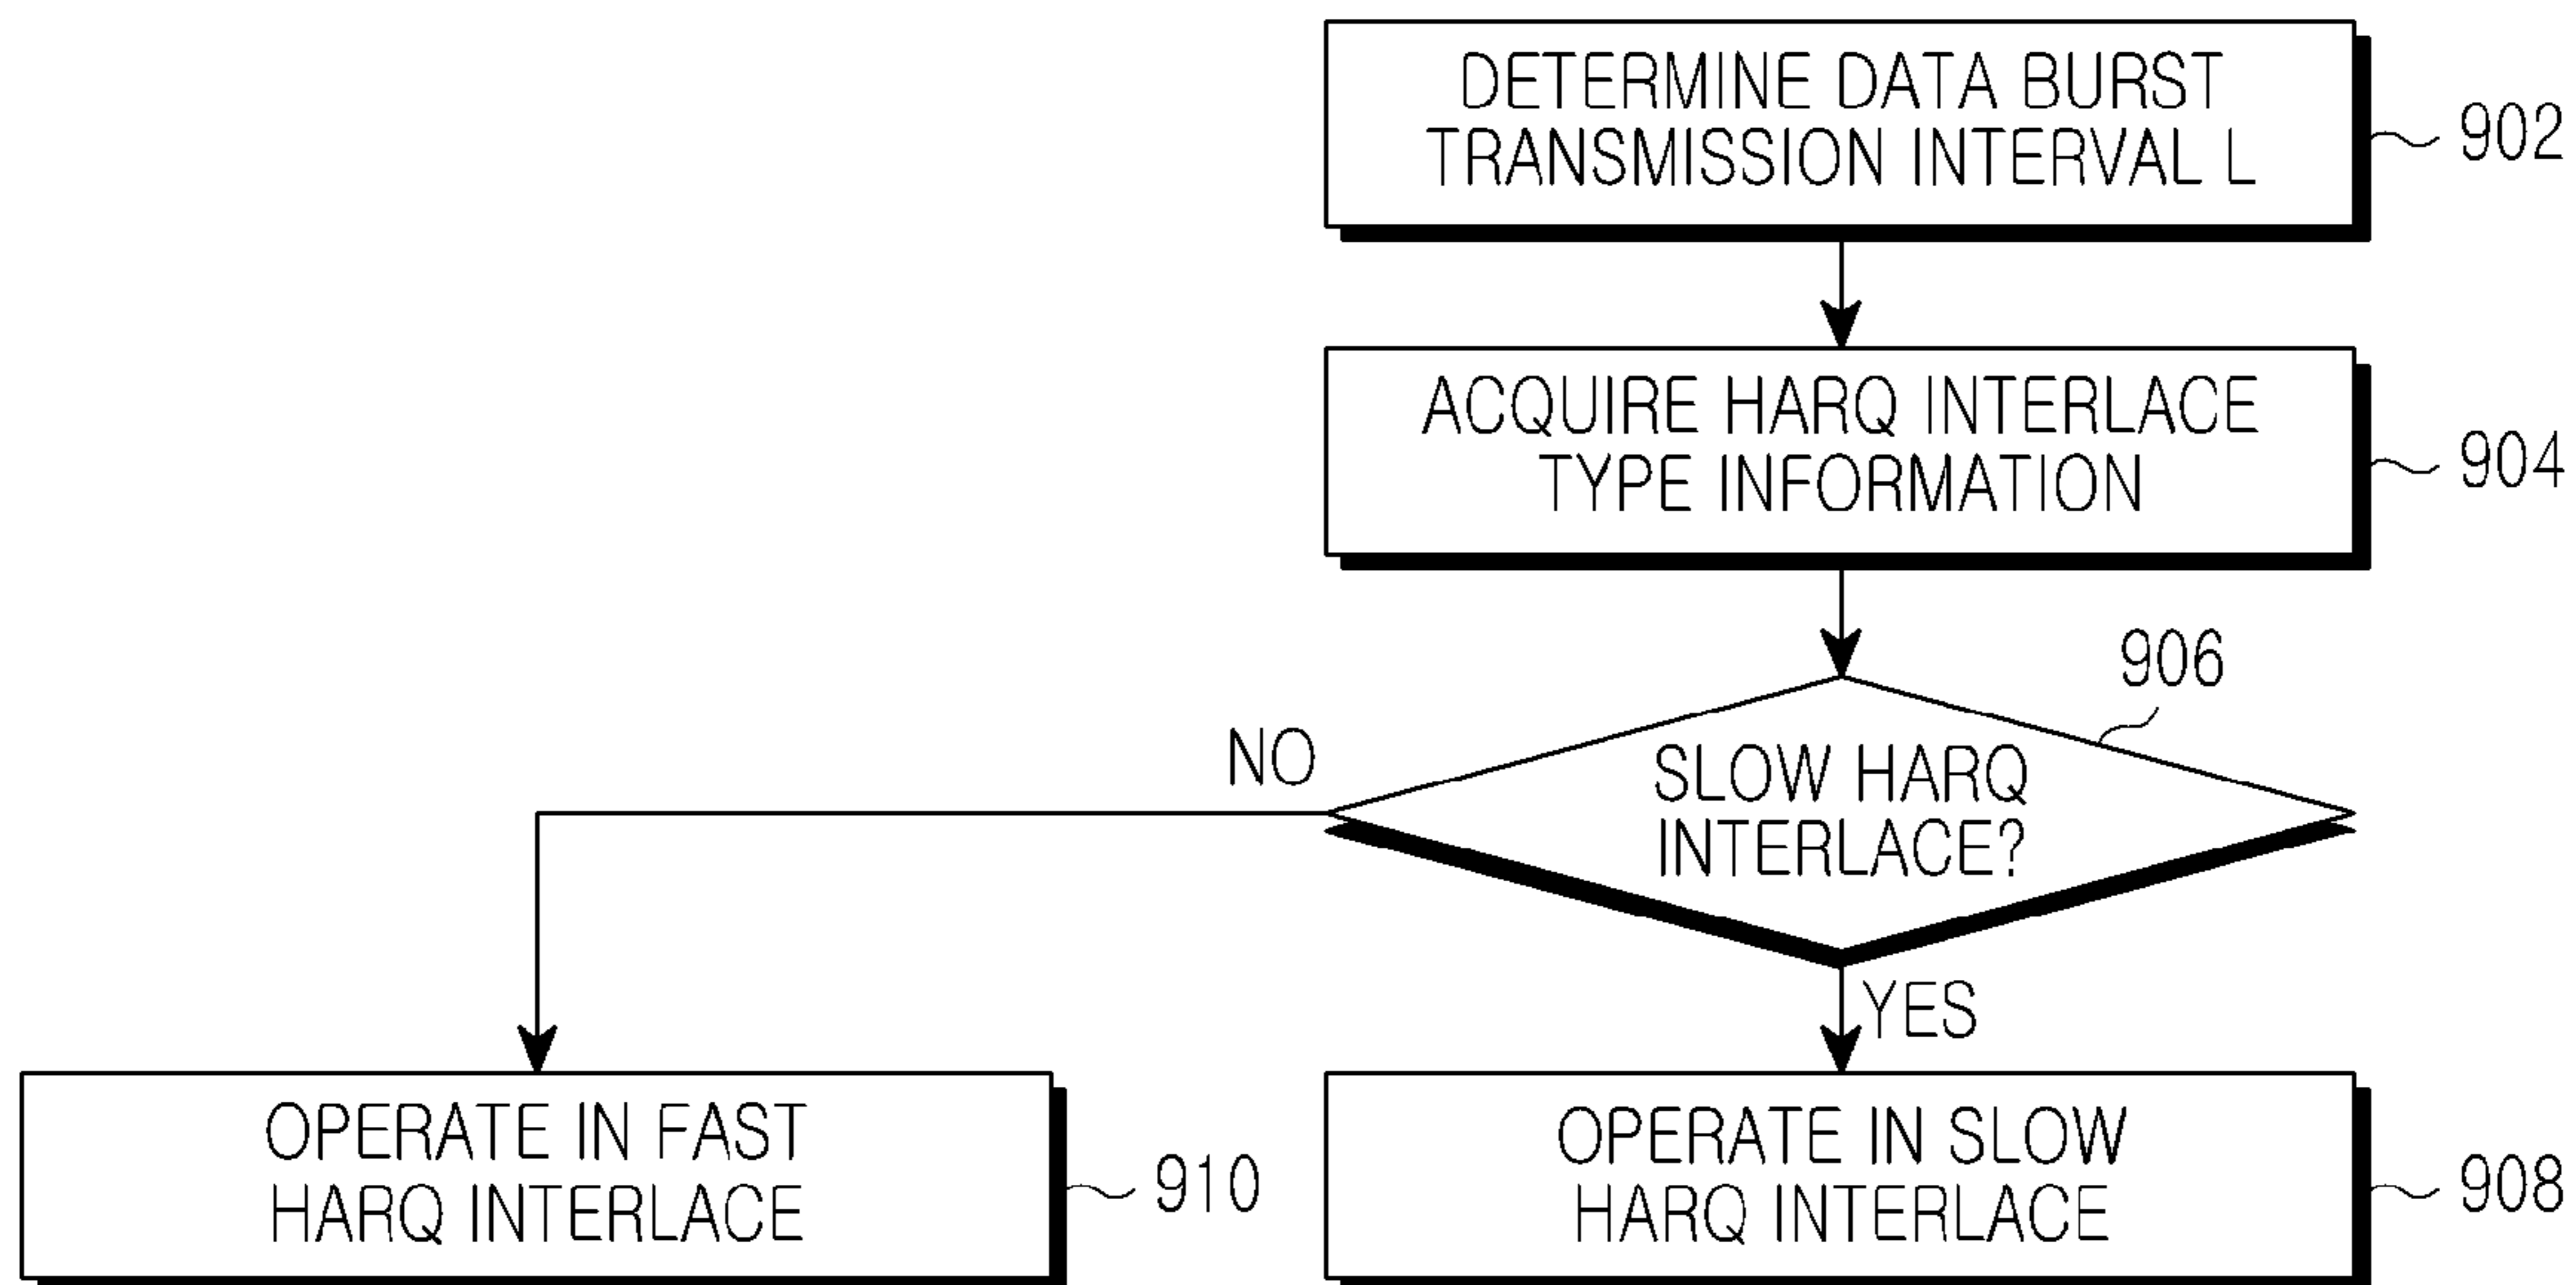 DETERMINE DATA BURST
TRANSMISSION INTERVAL L
902
ACQUIRE HARQ INTERLACE
TYPE INFORMATION
904
906
SLOW HARQ
INTERLACE?
NO
YES
OPERATE IN FAST
HARQ INTERLACE
910
OPERATE IN SLOW
HARQ INTERLACE
908